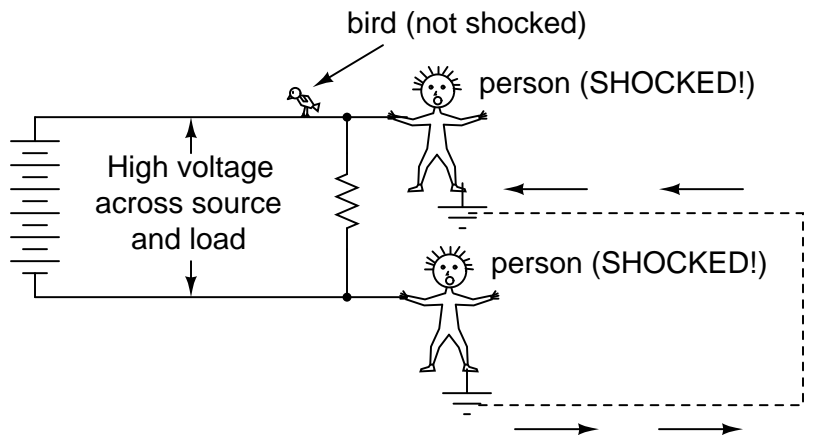 bird (not shocked)
person (SHOCKED!)
High voltage
across source
and load
person (SHOCKED!)